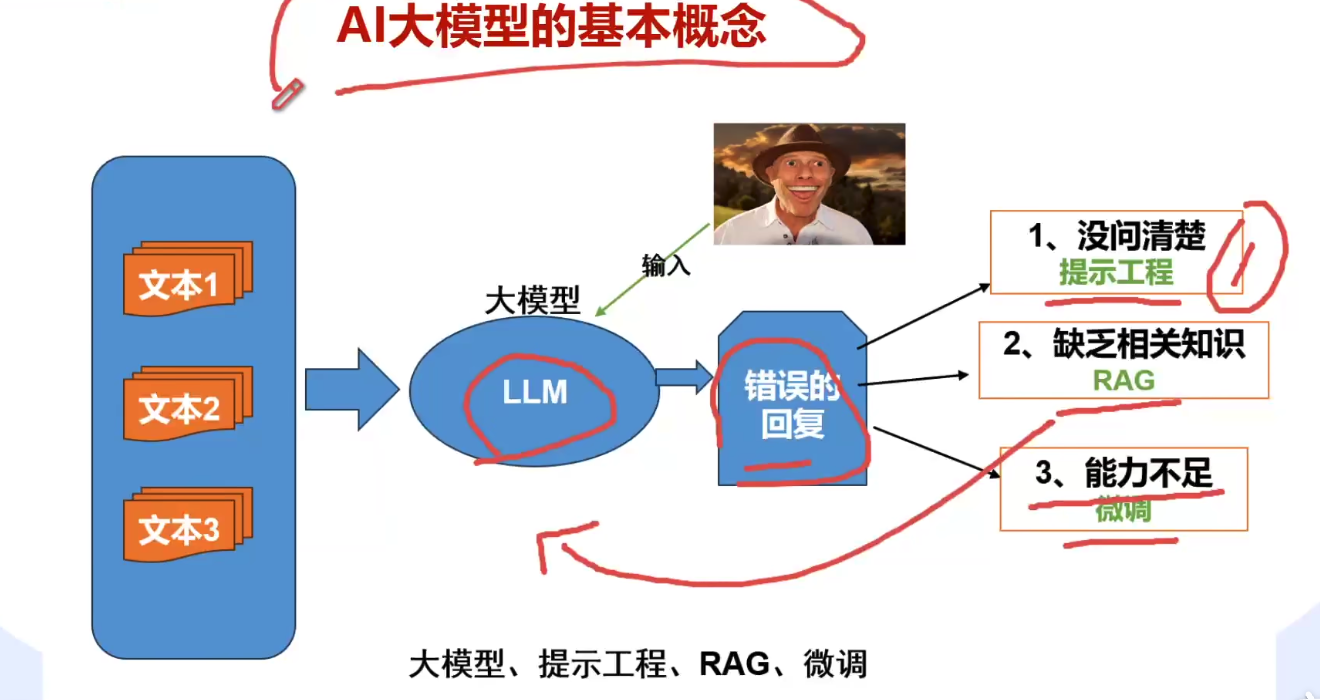 AI大模型的基本概念
文本1
文本2
文本3
大模型
LLM
输入
错误的
回复
1、没问清楚
提示工程
2、缺乏相关知识
RAG
3、能力不足
微调
大模型、提示工程、RAG、微调